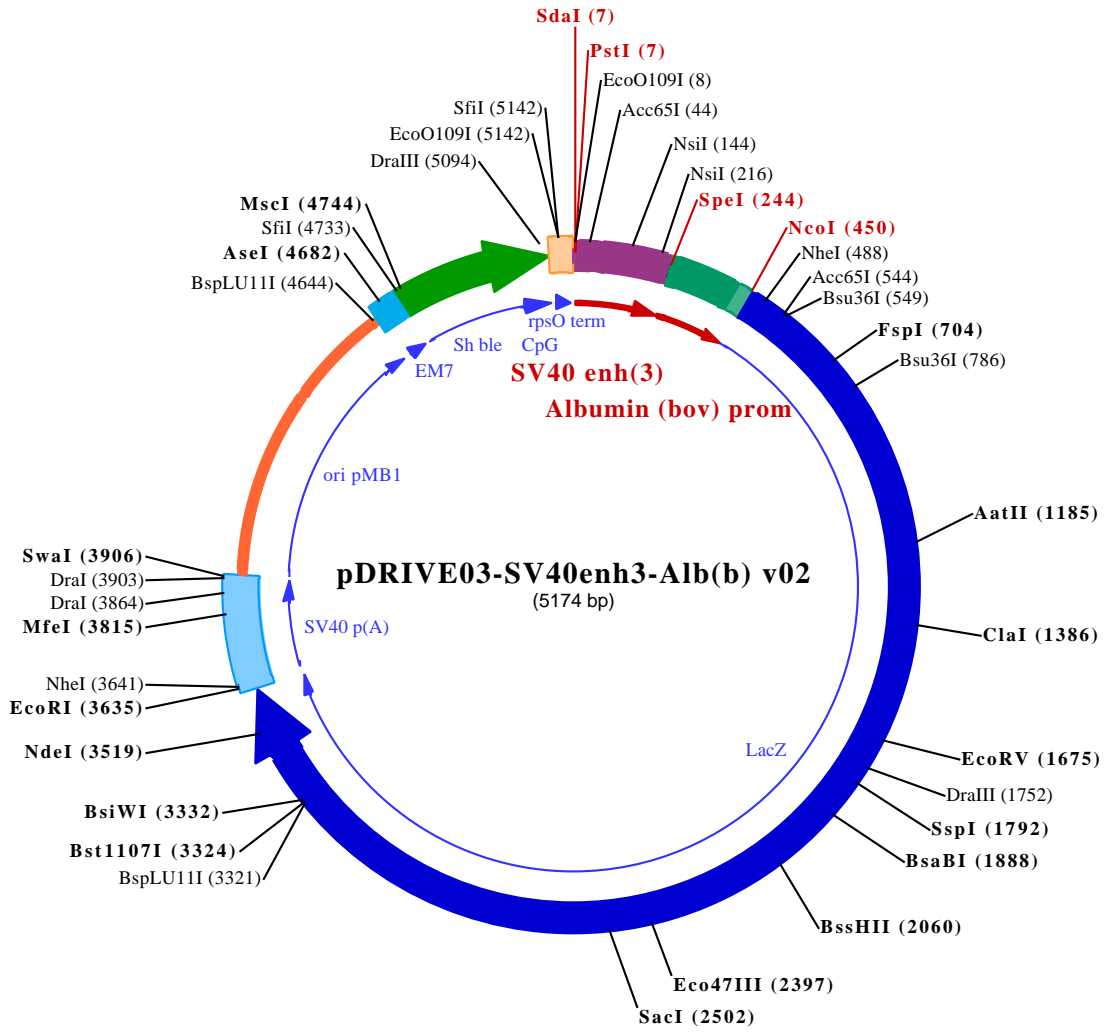 SdaI (7)
PstI (7)
EcoO109I (8)
Acc65I (44)
NsiI (144)
NsiI (216)
SpeI (244)
NcoI (450)
NheI (488)
Acc65I (544)
Bsu36I (549)
FspI (704)
Bsu36I (786)
AatII (1185)
ClaI (1386)
EcoRV (1675)
DraIII (1752)
SspI (1792)
BsaBI (1888)
BssHII (2060)
Eco47III (2397)
SacI (2502)
BspLU11I (3321)
Bst1107I (3324)
BsiWI (3332)
NdeI (3519)
EcoRI (3635)
NheI (3641)
MfeI (3815)
DraI (3864)
DraI (3903)
SwaI (3906)
BspLU11I (4644)
AseI (4682)
SfiI (4733)
MscI (4744)
DraIII (5094)
EcoO109I (5142)
SfiI (5142)
rpsO term
Sh ble CpG
EM7
SV40 enh(3)
Albumin (bov) prom
ori pMB1
pDRIVE03-SV40enh3-Alb(b) v02
(5174 bp)
SV40 p(A)
LacZ